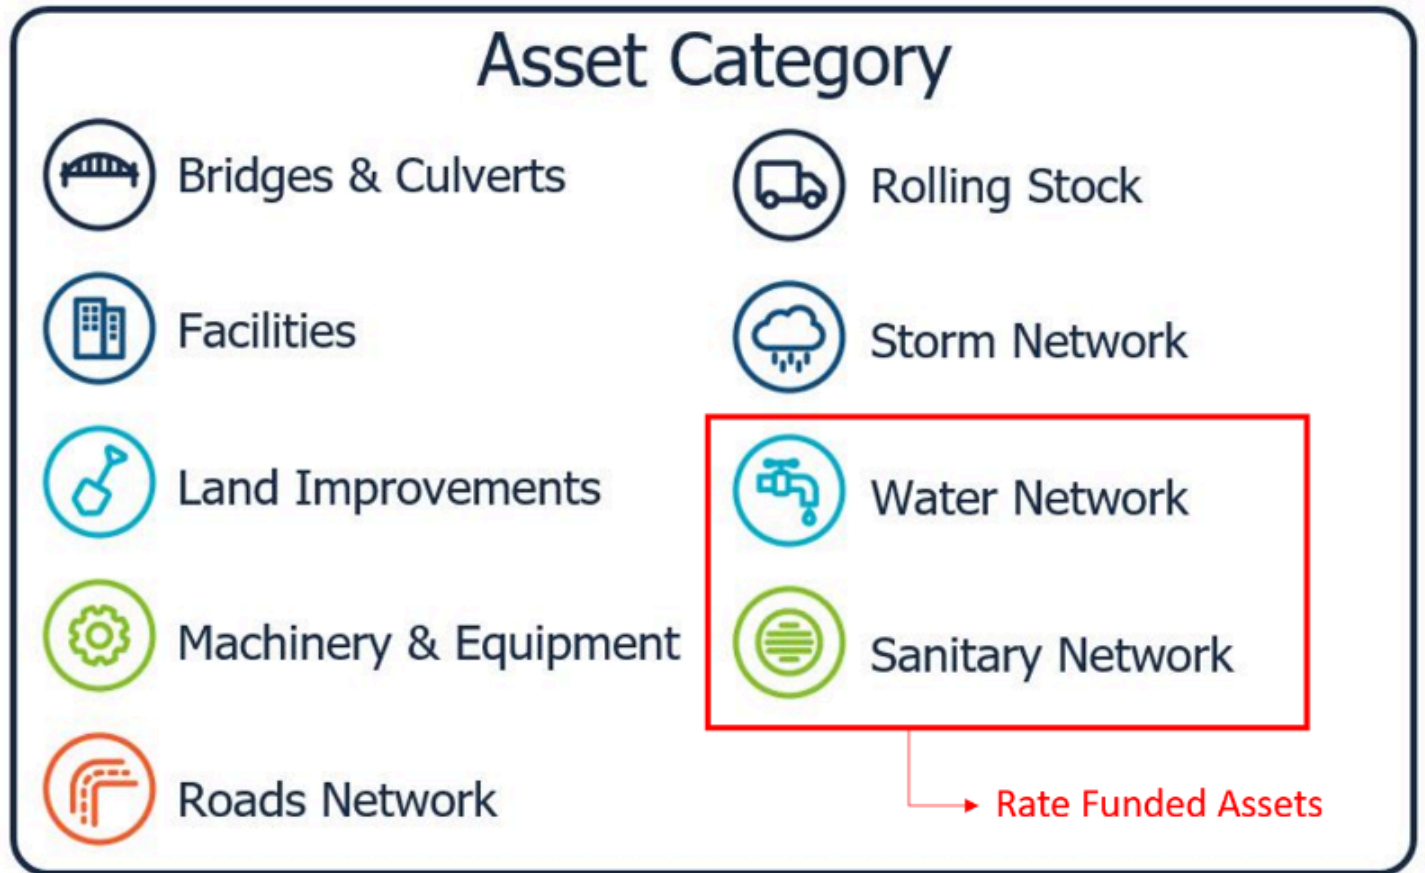 Asset Category
Bridges & Culverts
Facilities
Land Improvements
Machinery & Equipment
Roads Network
Rolling Stock
Storm Network
Water Network
Sanitary Network
Rate Funded Assets